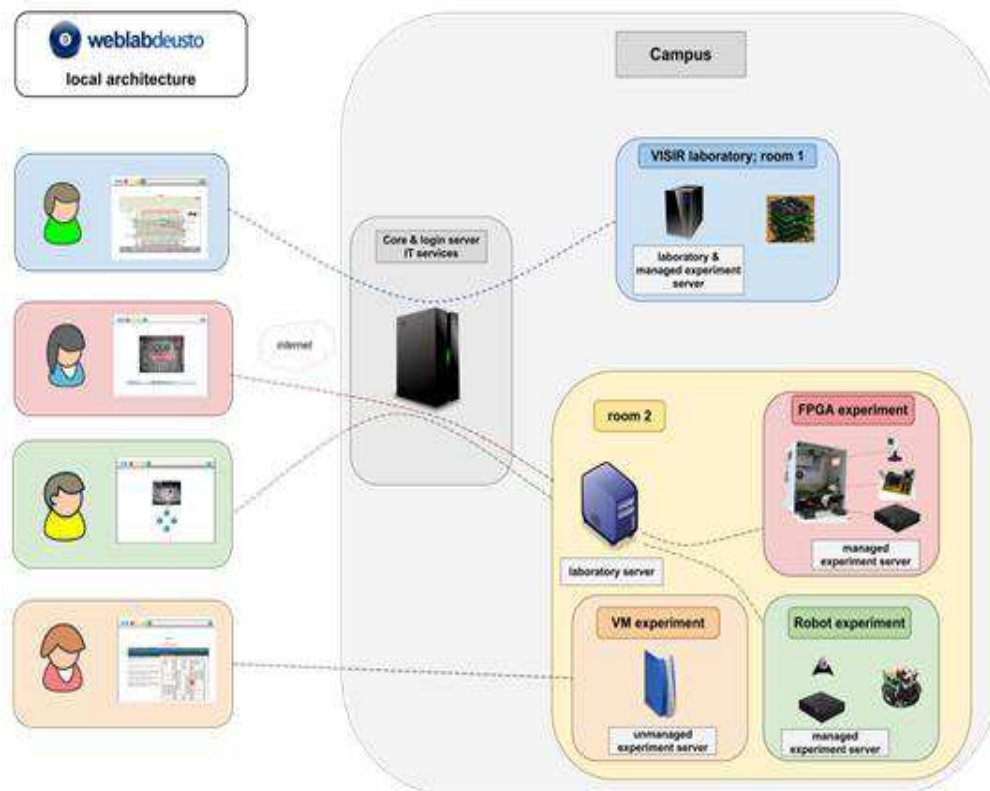 weblabdeusto
local architecture
Campus
VISIR laboratory; room 1
laboratory &
managed experiment
server
Core & login server
IT services
internet
room 2
FPGA experiment
managed
experiment server
laboratory server
VM experiment
unmanaged
experiment server
Robot experiment
managed
experiment server